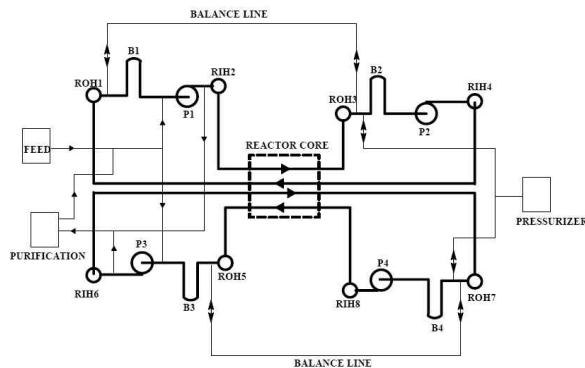 BALANCE LINE
B1
RIH2
B2
ROH1
ROH3
RIH4
P1
P2
FEED
REACTOR CORE
PRESSURIZER
PURIFICATION
P3
P4
ROH5
RIH6
B3
RIH8
B4
ROH7
BALANCE LINE